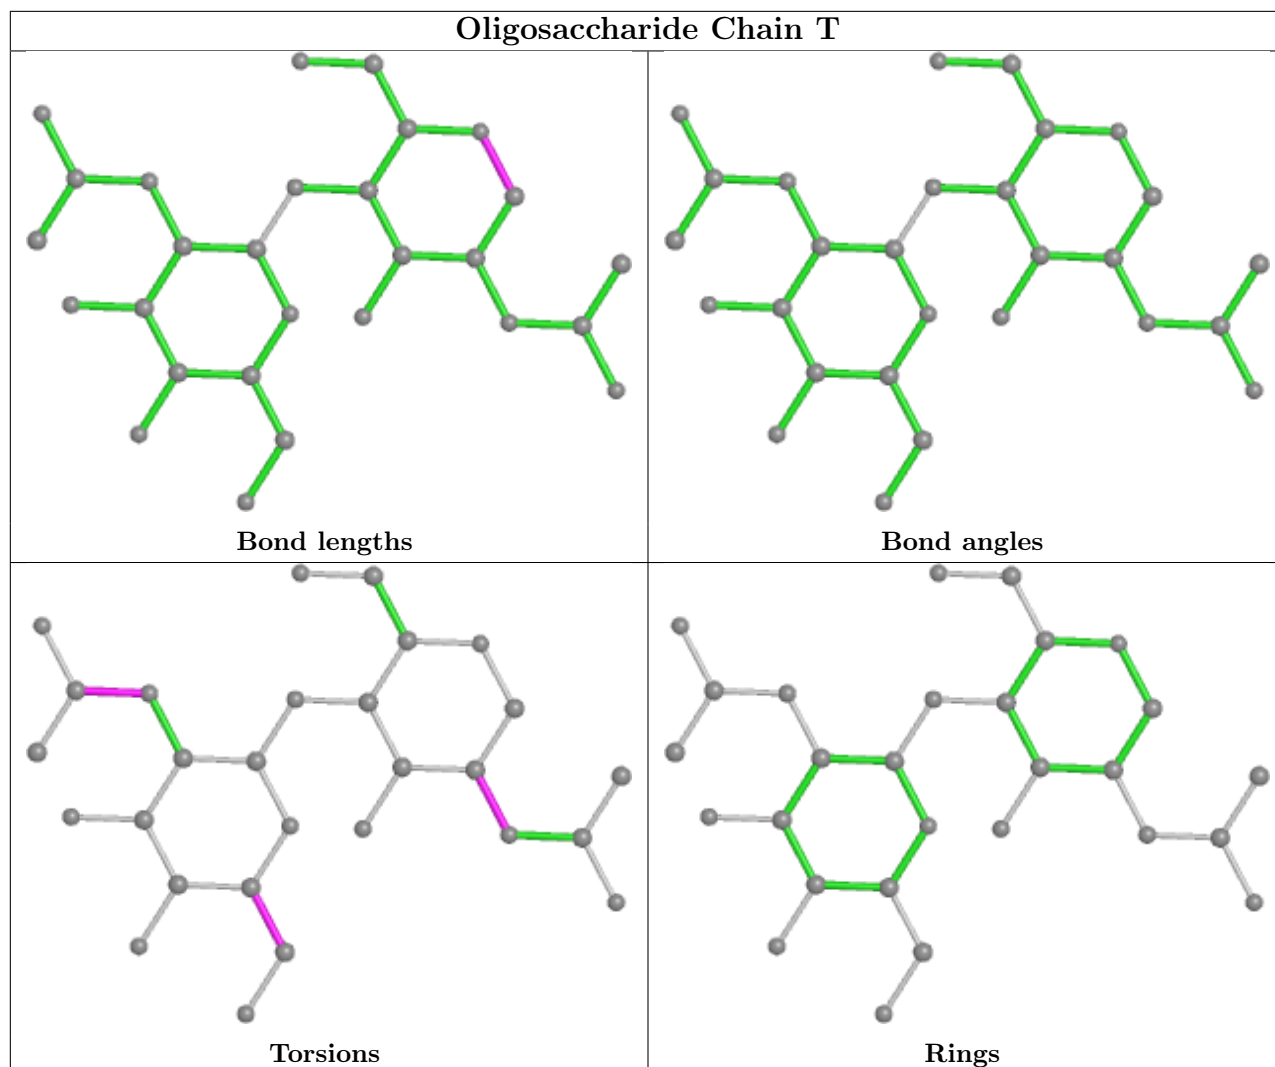 Oligosaccharide Chain T
Bond lengths
Bond angles
Torsions
Rings